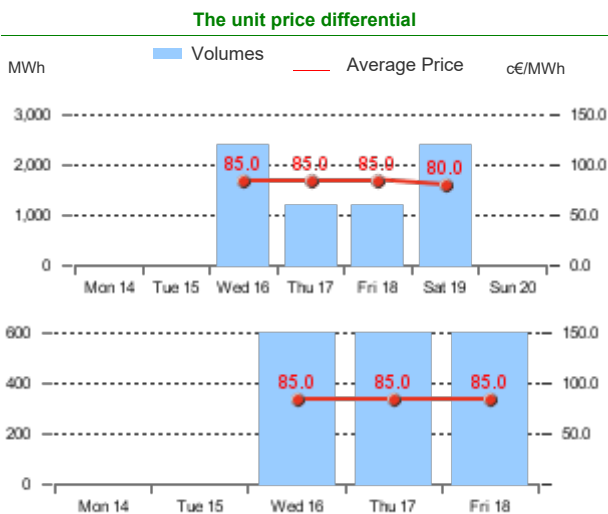 The unit price differential
MWh Volumes Average Price c€/MWh
3,000 150.0
2,000 85.0 85.0 85.0 80.0 100.0
1,000 50.0
0 0.0
Mon 14 Tue 15 Wed 16 Thu 17 Fri 18 Sat 19 Sun 20
600 150.0
400 85.0 85.0 85.0 100.0
200 50.0
0
Mon 14 Tue 15 Wed 16 Thu 17 Fri 18